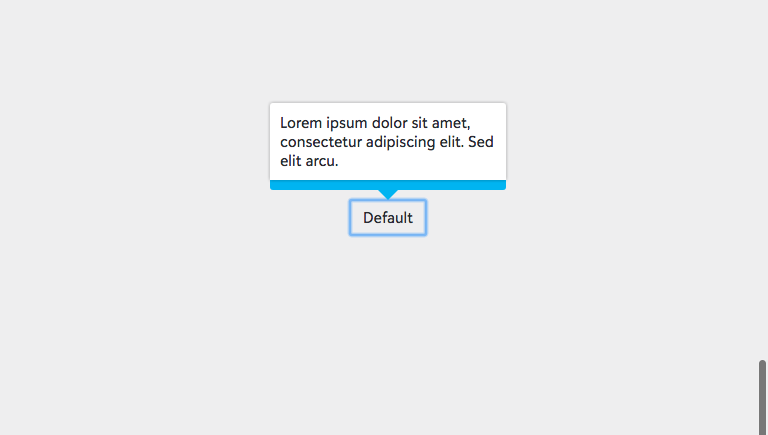 Lorem ipsum dolor sit amet,
consectetur adipiscing elit. Sed
elit arcu.
Default